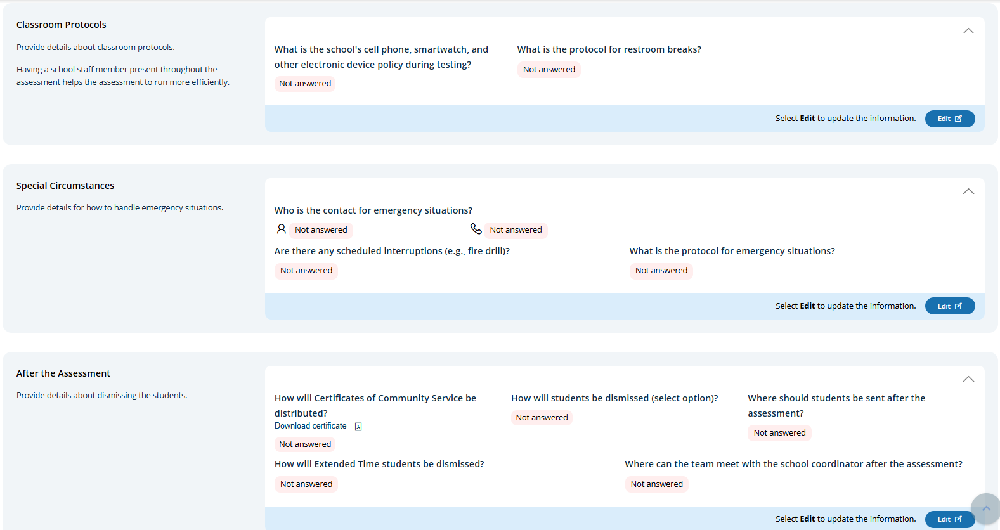 Classroom Protocols
Provide details about classroom protocols.
Having a school staff member present throughout the
assessment helps the assessment to run more efficiently.
What is the school's cell phone, smartwatch, and
other electronic device policy during testing?
Not answered
What is the protocol for restroom breaks?
Not answered
Select Edit to update the information.
Edit
Special Circumstances
Provide details for how to handle emergency situations.
Who is the contact for emergency situations?
Not answered
Not answered
Are there any scheduled interruptions (e.g., fire drill)?
Not answered
What is the protocol for emergency situations?
Not answered
Select Edit to update the information.
Edit
After the Assessment
Provide details about dismissing the students.
How will Certificates of Community Service be
distributed?
Download certificate
Not answered
How will students be dismissed (select option)?
Not answered
Where should students be sent after the
assessment?
Not answered
How will Extended Time students be dismissed?
Not answered
Where can the team meet with the school coordinator after the assessment?
Not answered
Select Edit to update the information.
Edit